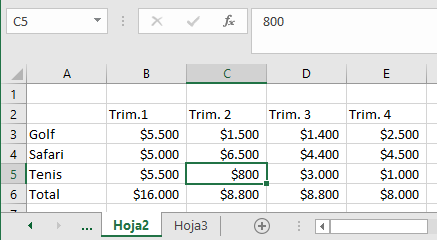 C5 fx 800
A B C D E
1
2 Trim.1 Trim. 2 Trim. 3 Trim. 4
3 Golf $5.500 $1.500 $1.400 $2.500
4 Safari $5.000 $6.500 $4.400 $4.500
5 Tenis $5.500 $800 $3.000 $1.000
6 Total $16.000 $8.800 $8.800 $8.000
... Hoja2 Hoja3